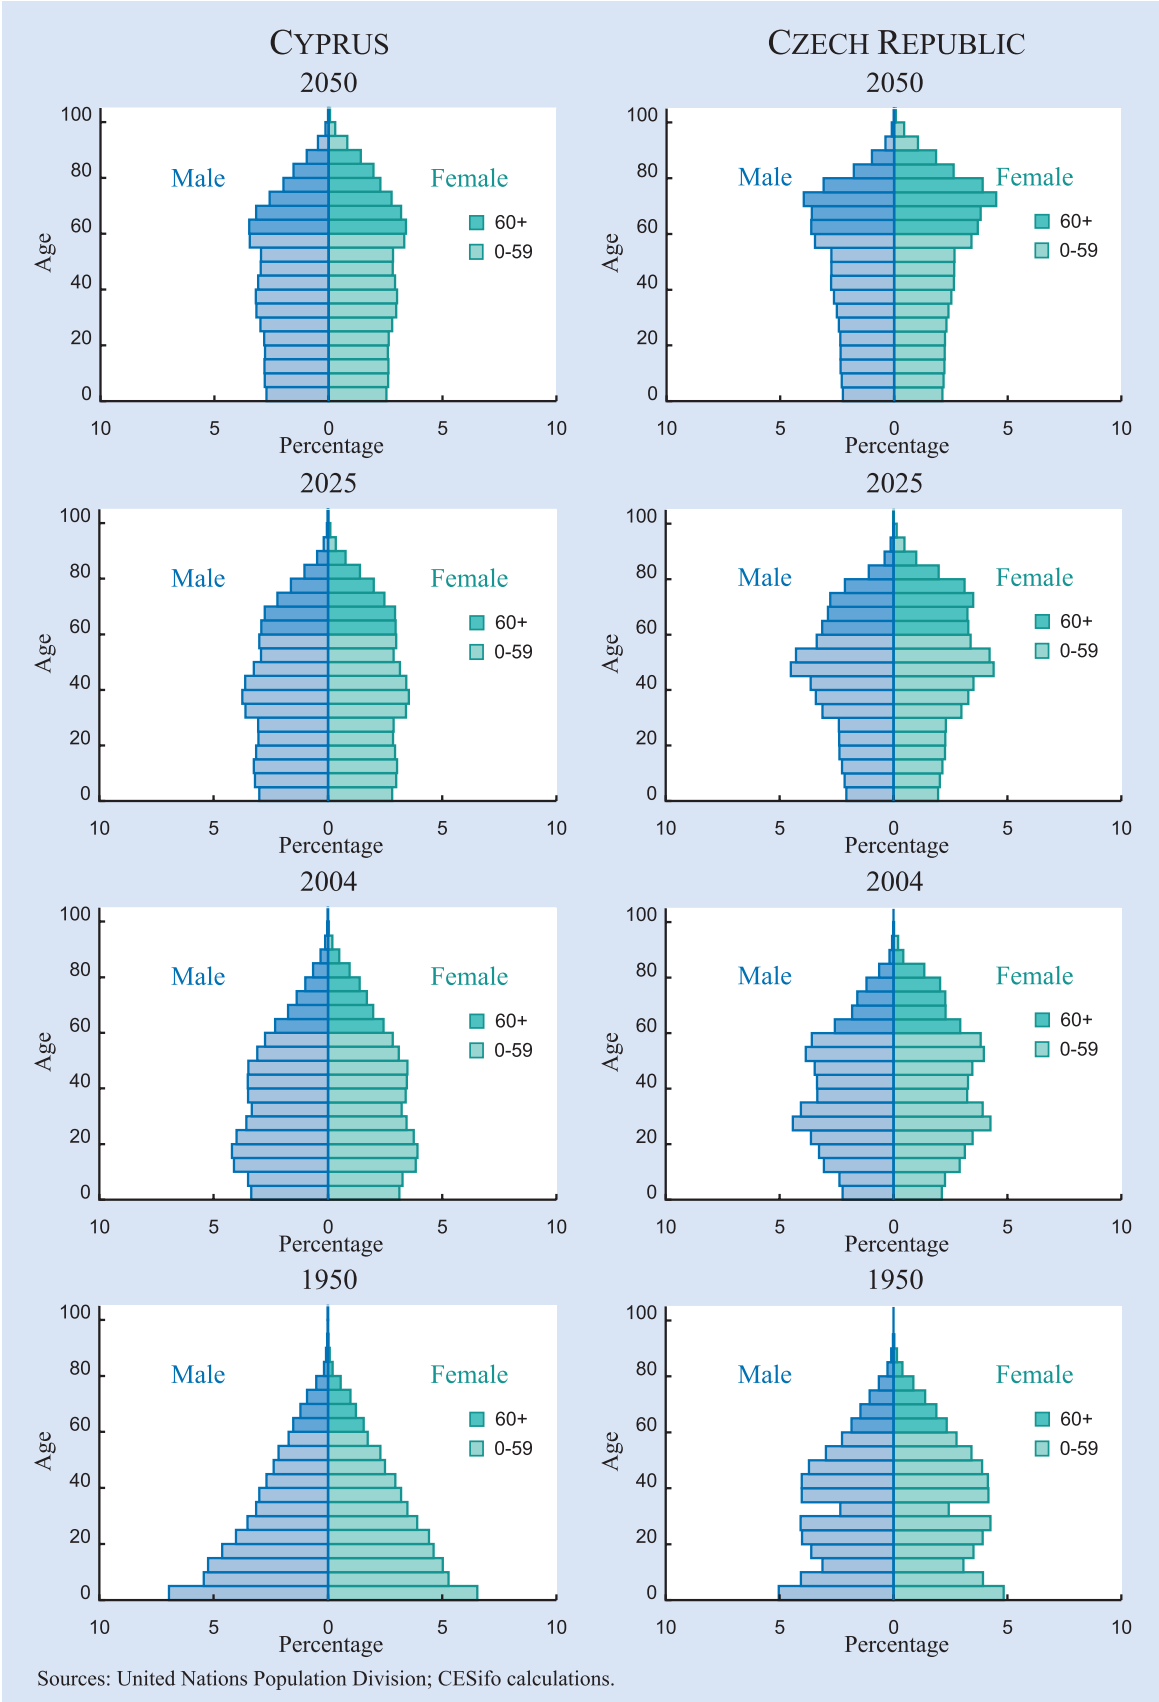 CYPRUS
CZECH REPUBLIC
2050
100
80
60
40
20
0
Age
Male
Female
60+
0-59
10 5 0 5 10
Percentage
2050
100
80
60
40
20
0
Age
Male
Female
60+
0-59
10 5 0 5 10
Percentage
2025
100
80
60
40
20
0
Age
Male
Female
60+
0-59
10 5 0 5 10
Percentage
2025
100
80
60
40
20
0
Age
Male
Female
60+
0-59
10 5 0 5 10
Percentage
2004
100
80
60
40
20
0
Age
Male
Female
60+
0-59
10 5 0 5 10
Percentage
2004
100
80
60
40
20
0
Age
Male
Female
60+
0-59
10 5 0 5 10
Percentage
1950
100
80
60
40
20
0
Age
Male
Female
60+
0-59
10 5 0 5 10
Percentage
1950
100
80
60
40
20
0
Age
Male
Female
60+
0-59
10 5 0 5 10
Percentage
Sources: United Nations Population Division; CESifo calculations.